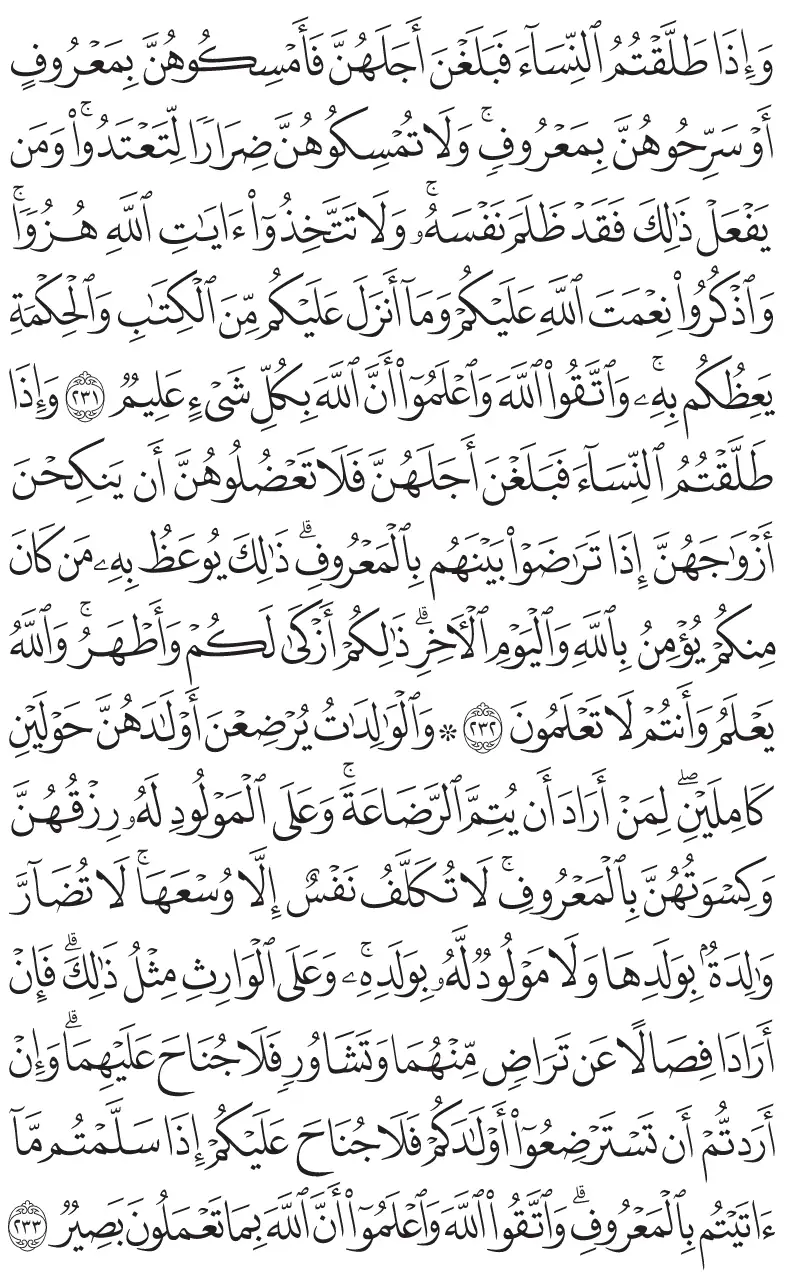 وَإِذَا طَلَّقْتُمُ ٱلنِّسَآءَ فَبَلَغْنَ أَجَلَهُنَّ فَأَمْسِكُوهُنَّ بِمَعْرُوفٍ
أَوْ سَرِّحُوهُنَّ بِمَعْرُوفٍۚ وَلَا تُمْسِكُوهُنَّ ضِرَارًا لِّتَعْتَدُوا۟ۚ وَمَن
يَفْعَلْ ذَٰلِكَ فَقَدْ ظَلَمَ نَفْسَهُۥۚ وَلَا تَتَّخِذُوٓا۟ ءَايَٰتِ ٱللَّهِ هُزُوًاۚ
وَٱذْكُرُوا۟ نِعْمَتَ ٱللَّهِ عَلَيْكُمْ وَمَآ أَنزَلَ عَلَيْكُم مِّنَ ٱلْكِتَٰبِ وَٱلْحِكْمَةِ
يَعِظُكُم بِهِۦۚ وَٱتَّقُوا۟ ٱللَّهَ وَٱعْلَمُوٓا۟ أَنَّ ٱللَّهَ بِكُلِّ شَىْءٍ عَلِيمٌ ٢٣١ وَإِذَا
طَلَّقْتُمُ ٱلنِّسَآءَ فَبَلَغْنَ أَجَلَهُنَّ فَلَا تَعْضُلُوهُنَّ أَن يَنكِحْنَ
أَزْوَٰجَهُنَّ إِذَا تَرَٰضَوْا۟ بَيْنَهُم بِٱلْمَعْرُوفِۗ ذَٰلِكَ يُوعَظُ بِهِۦ مَن كَانَ
مِنكُمْ يُؤْمِنُ بِٱللَّهِ وَٱلْيَوْمِ ٱلْءَاخِرِۗ ذَٰلِكُمْ أَزْكَىٰ لَكُمْ وَأَطْهَرُۚ وَٱللَّهُ
يَعْلَمُ وَأَنتُمْ لَا تَعْلَمُونَ ٢٣٢ ۞ وَٱلْوَٰلِدَٰتُ يُرْضِعْنَ أَوْلَٰدَهُنَّ حَوْلَيْنِ
كَامِلَيْنِۖ لِمَنْ أَرَادَ أَن يُتِمَّ ٱلرَّضَاعَةَۚ وَعَلَى ٱلْمَوْلُودِ لَهُۥ رِزْقُهُنَّ
وَكِسْوَتُهُنَّ بِٱلْمَعْرُوفِۚ لَا تُكَلَّفُ نَفْسٌ إِلَّا وُسْعَهَاۚ لَا تُضَآرَّ
وَٰلِدَةٌۢ بِوَلَدِهَا وَلَا مَوْلُودٌ لَّهُۥ بِوَلَدِهِۦۚ وَعَلَى ٱلْوَارِثِ مِثْلُ ذَٰلِكَۗ فَإِنْ
أَرَادَا فِصَالًا عَن تَرَاضٍ مِّنْهُمَا وَتَشَاوُرٍ فَلَا جُنَاحَ عَلَيْهِمَاۗ وَإِنْ
أَرَدتُّمْ أَن تَسْتَرْضِعُوٓا۟ أَوْلَٰدَكُمْ فَلَا جُنَاحَ عَلَيْكُمْ إِذَا سَلَّمْتُم مَّآ
ءَاتَيْتُم بِٱلْمَعْرُوفِۗ وَٱتَّقُوا۟ ٱللَّهَ وَٱعْلَمُوٓا۟ أَنَّ ٱللَّهَ بِمَا تَعْمَلُونَ بَصِيرٌ ٢٣٣